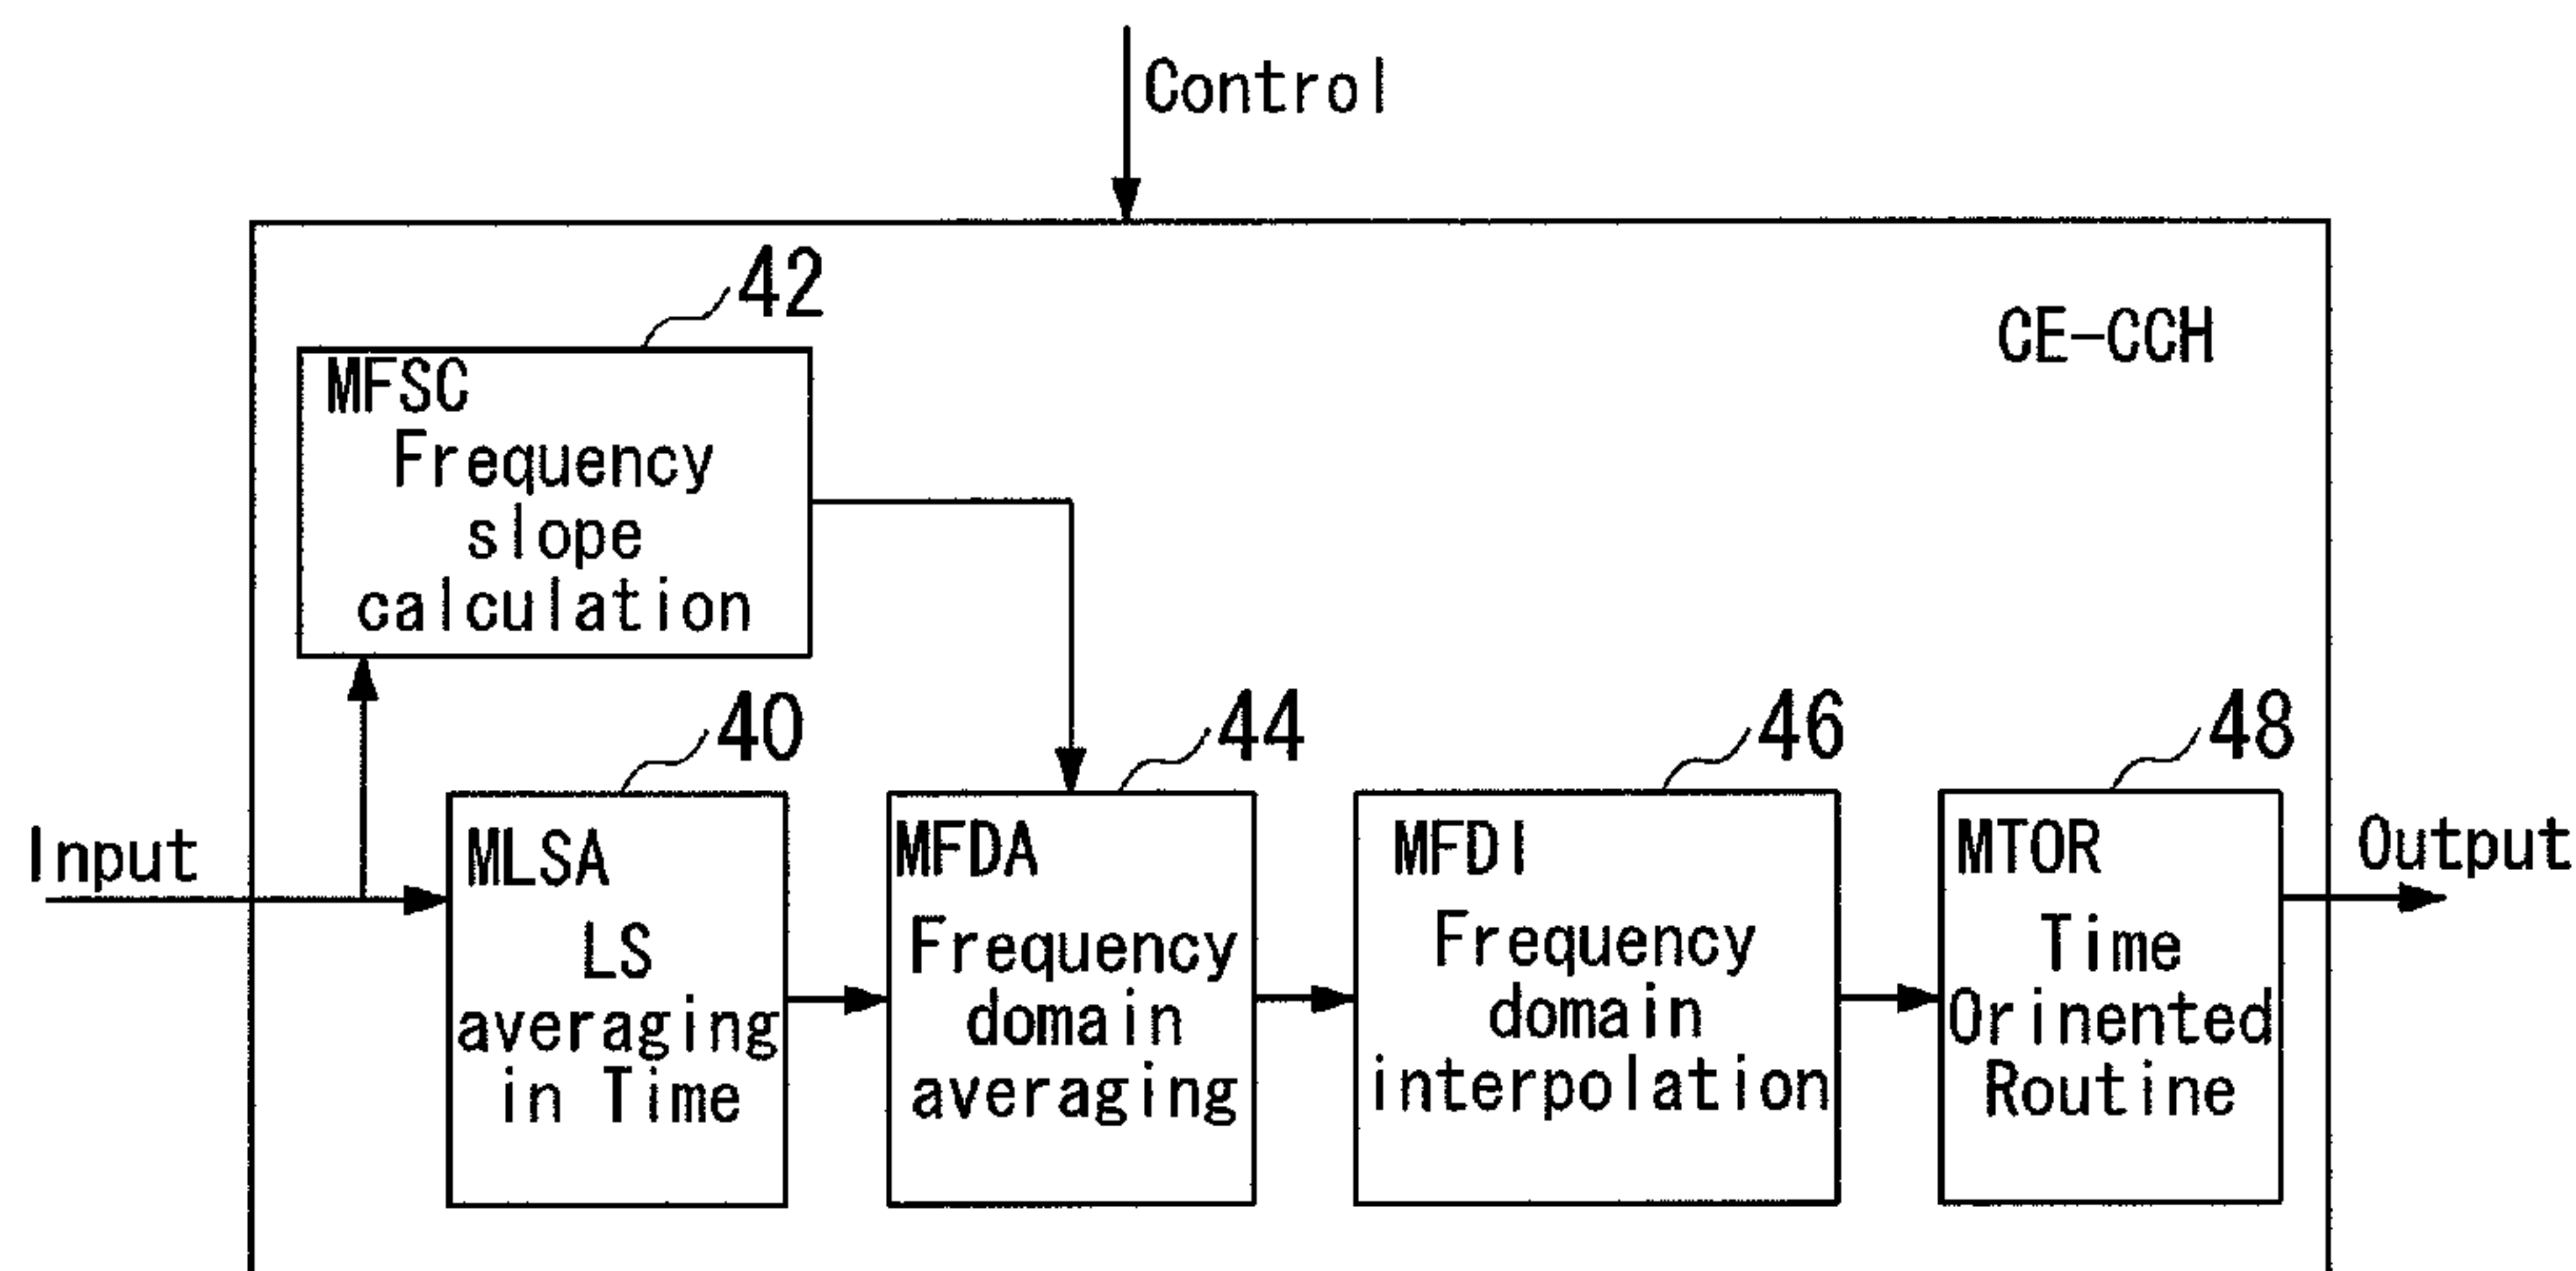 Control
42
CE-CCH
MFSC
Frequency
slope
calculation
40
44
46
48
Input
MLSA
LS
averaging
in Time
MFDA
Frequency
domain
averaging
MFDI
Frequency
domain
interpolation
MTOR
Time
Orinented
Routine
Output